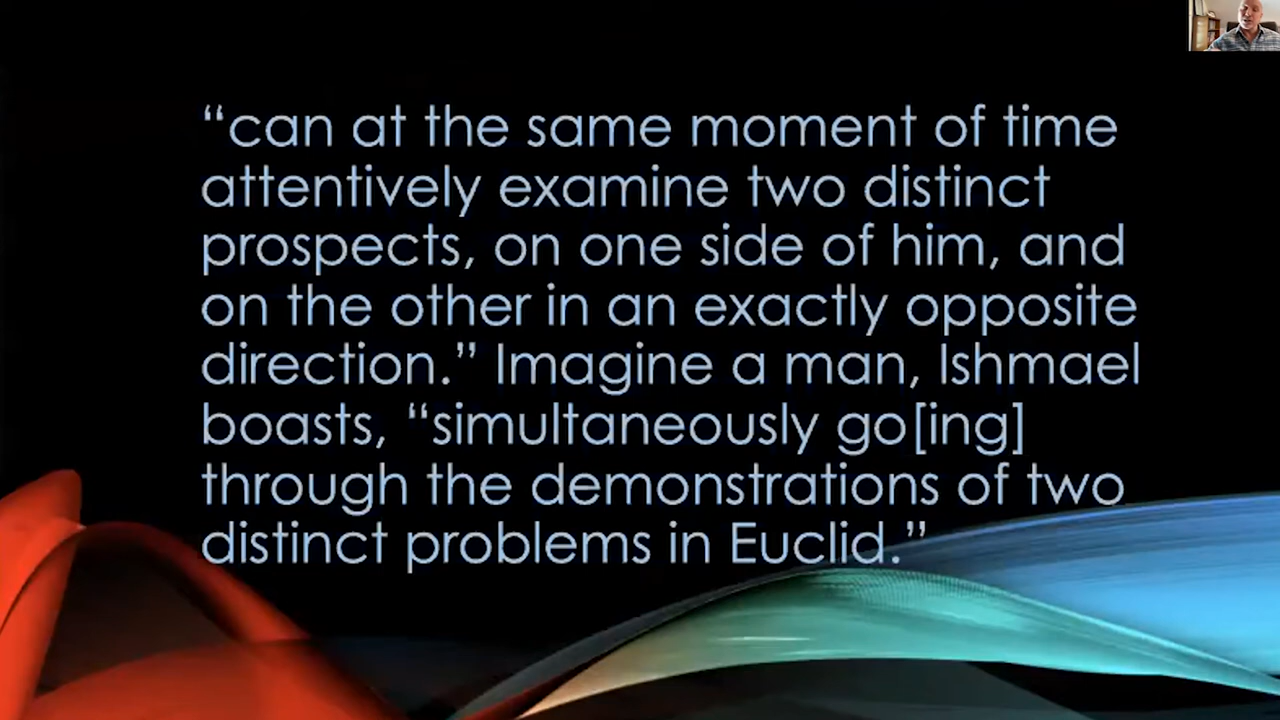 “can at the same moment of time
attentively examine two distinct
prospects, on one side of him, and
on the other in an exactly opposite
direction.” Imagine a man, Ishmael
boasts, “simultaneously go[ing]
through the demonstrations of two
distinct problems in Euclid.”